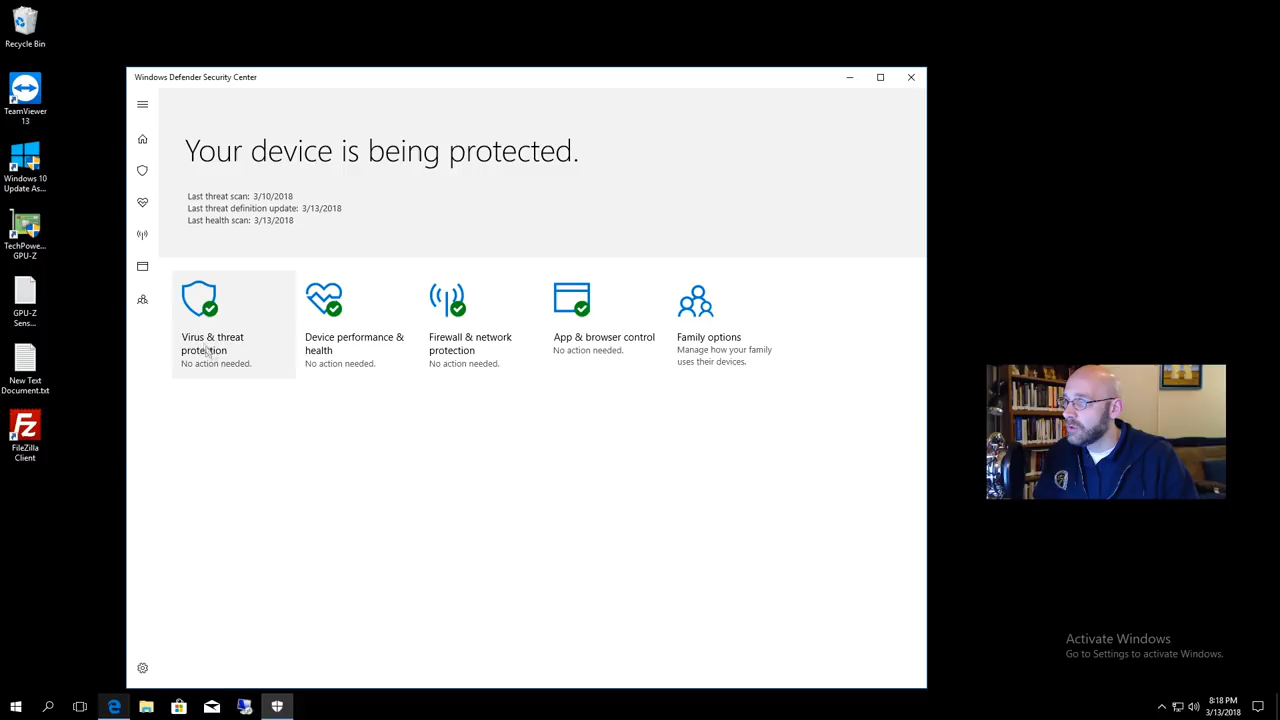 Recycle Bin
TeamViewer
13
Windows 10
Update As...
TechPowe...
GPU-Z
GPU-Z
Sens...
New Text
Document.txt
FileZilla
Client
Windows Defender Security Center
Your device is being protected.
Last threat scan: 3/10/2018
Last threat definition update: 3/13/2018
Last health scan: 3/13/2018
Virus & threat
protection
No action needed.
Device performance &
health
No action needed.
Firewall & network
protection
No action needed.
App & browser control
No action needed.
Family options
Manage how your family
uses their devices.
Activate Windows
Go to Settings to activate Windows.
8:18 PM
3/13/2018